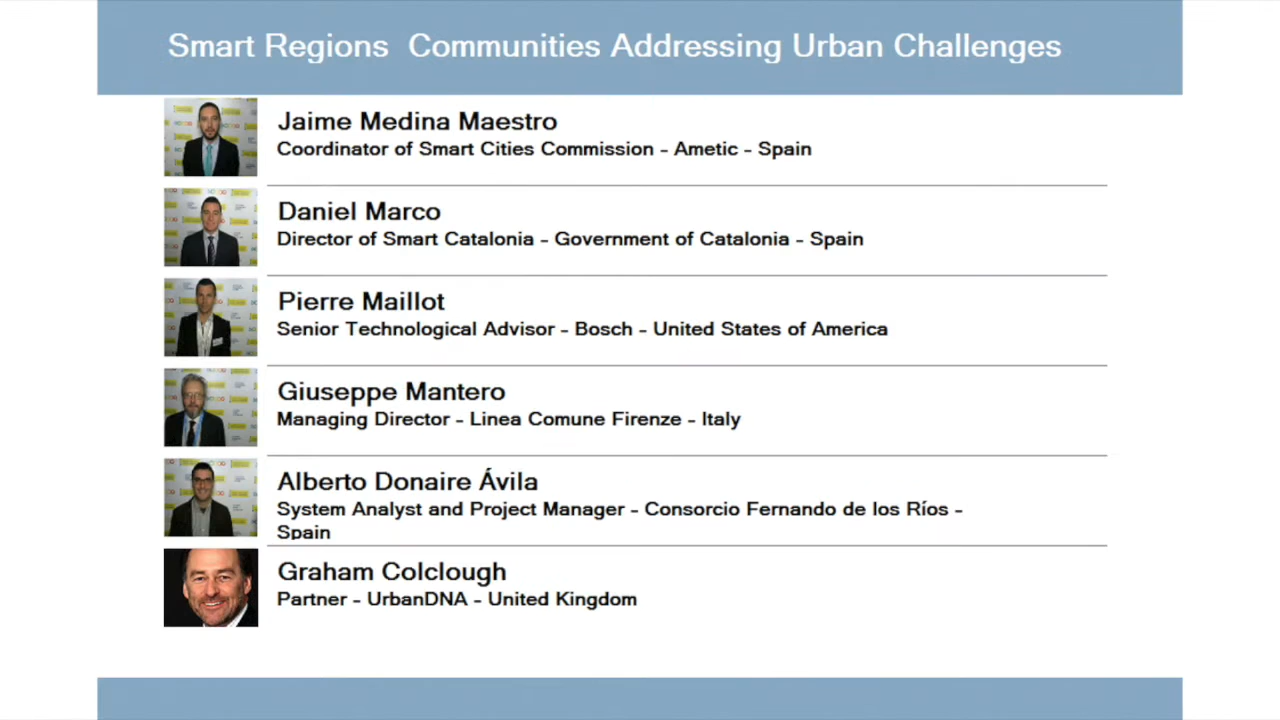 Smart Regions Communities Addressing Urban Challenges
Jaime Medina Maestro
Coordinator of Smart Cities Commission - Ametic - Spain
Daniel Marco
Director of Smart Catalonia - Government of Catalonia - Spain
Pierre Maillot
Senior Technological Advisor - Bosch - United States of America
Giuseppe Mantero
Managing Director - Linea Comune Firenze - Italy
Alberto Donaire Ávila
System Analyst and Project Manager - Consorcio Fernando de los Ríos -
Spain
Graham Colclough
Partner - UrbanDNA - United Kingdom